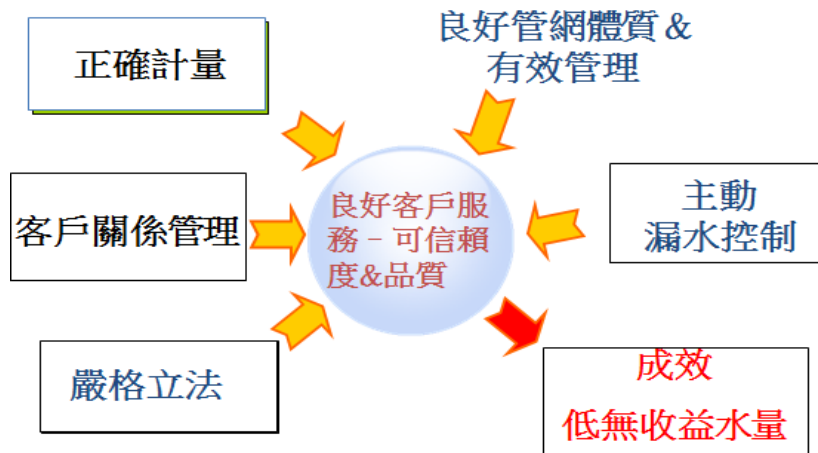 正確計量
良好管網體質&
有效管理
客戶關係管理
良好客戶服
務–可信賴
度&品質
主動
漏水控制
嚴格立法
成效
低無收益水量